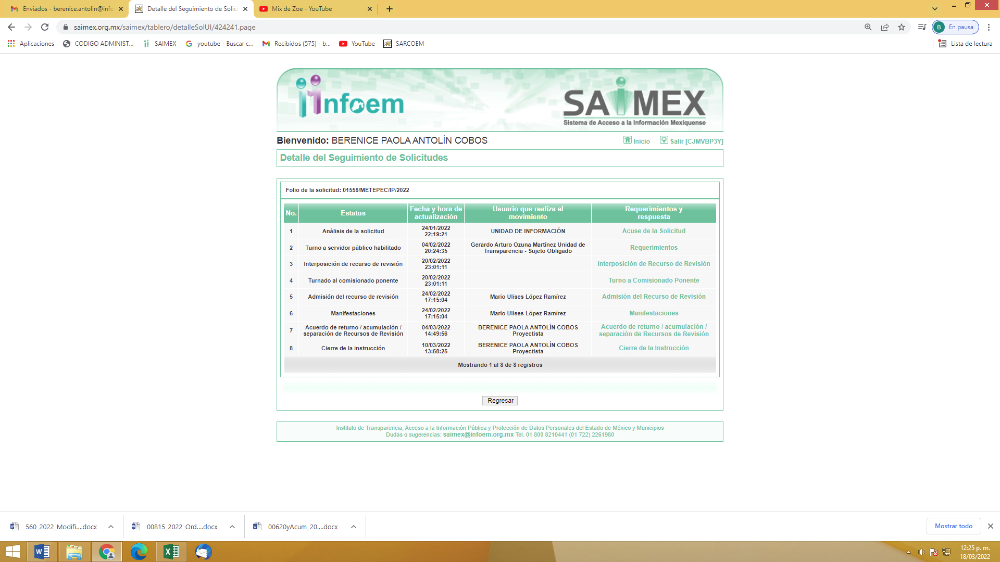 Enviados - berenice.antolin@info
Detalle del Seguimiento de Solic
Mix de Zoe - YouTube
saimex.org.mx/saimex/tablero/detalleSolUI/424241.page
B En pausa
Aplicaciones
CODIGO ADMINIST...
SAIMEX
youtube - Buscar c...
Recibidos (575) - b...
YouTube
SARCOEM
Lista de lectura
infoem
SAIMEX
Sistema de Acceso a la Información Mexiquense
Bienvenido: BERENICE PAOLA ANTOLÍN COBOS
Inicio
Salir [CJMVBP3Y]
Detalle del Seguimiento de Solicitudes
Folio de la solicitud: 01558/METEPEC/IP/2022
No. Estatus Fecha y hora de actualización Usuario que realiza el movimiento Requerimientos y respuesta
1 Análisis de la solicitud 24/01/2022 22:19:21 UNIDAD DE INFORMACIÓN Acuse de la Solicitud
2 Turno a servidor público habilitado 04/02/2022 20:24:35 Gerardo Arturo Ozuna Martínez Unidad de Transparencia - Sujeto Obligado Requerimientos
3 Interposición de recurso de revisión 20/02/2022 23:01:11 Interposición de Recurso de Revisión
4 Turnado al comisionado ponente 20/02/2022 23:01:11 Turno a Comisionado Ponente
5 Admisión del recurso de revisión 24/02/2022 17:15:04 Mario Ulises López Ramírez Admisión del Recurso de Revisión
6 Manifestaciones 24/02/2022 17:15:04 Mario Ulises López Ramírez Manifestaciones
7 Acuerdo de returno / acumulación / separación de Recursos de Revisión 04/03/2022 14:49:56 BERENICE PAOLA ANTOLÍN COBOS Proyectista Acuerdo de returno / acumulación / separación de Recursos de Revisión
8 Cierre de la instrucción 10/03/2022 13:58:25 BERENICE PAOLA ANTOLÍN COBOS Proyectista Cierre de la Instrucción
Mostrando 1 al 8 de 8 registros
Regresar
Instituto de Transparencia, Acceso a la Información Pública y Protección de Datos Personales del Estado de México y Municipios
Dudas o sugerencias: saimex@infoem.org.mx Tel. 01 800 8210441 (01 722) 2261980
560_2022_Modifi....docx
00815_2022_Ord....docx
00620yAcum_20....docx
Mostrar todo
12:25 p. m.
18/03/2022